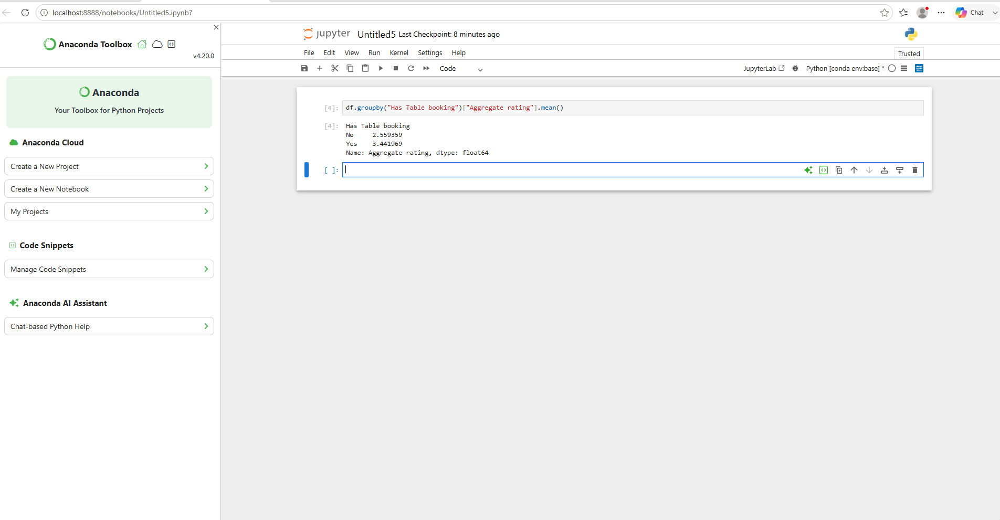 localhost:8888/notebooks/Untitled5.ipynb?
Chat
Anaconda Toolbox
v4.20.0
Anaconda
Your Toolbox for Python Projects
Anaconda Cloud
Create a New Project
Create a New Notebook
My Projects
Code Snippets
Manage Code Snippets
Anaconda AI Assistant
Chat-based Python Help
jupyter Untitled5 Last Checkpoint: 8 minutes ago
File Edit View Run Kernel Settings Help
Trusted
Code
JupyterLab Python [conda env:base] *
[4]: df.groupby("Has Table booking")["Aggregate rating"].mean()
[4]: Has Table booking
No 2.559359
Yes 3.441969
Name: Aggregate rating, dtype: float64
[ ]: